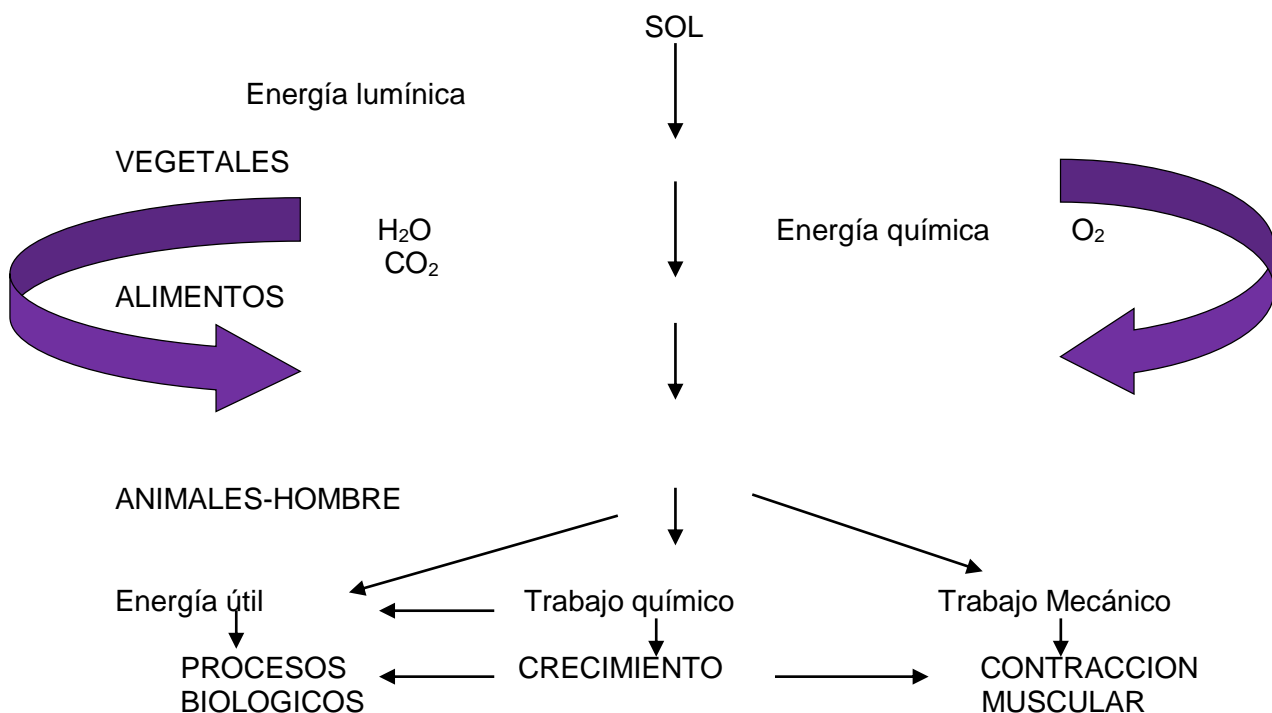 SOL
Energía lumínica
VEGETALES
H₂O Energía química O₂
CO₂
ALIMENTOS
ANIMALES-HOMBRE
Energía útil Trabajo químico Trabajo Mecánico
PROCESOS CRECIMIENTO CONTRACCION
BIOLOGICOS MUSCULAR